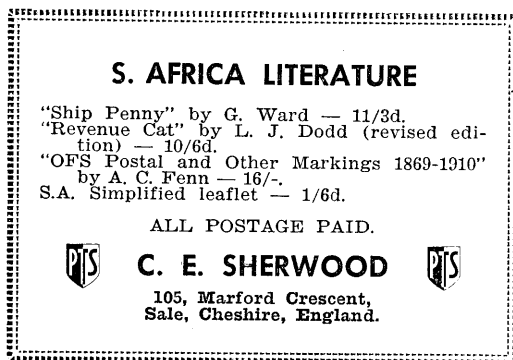 S. AFRICA LITERATURE
"Ship Penny" by G. Ward — 11/3d.
"Revenue Cat" by L. J. Dodd (revised edi-
tion) — 10/6d.
"OFS Postal and Other Markings 1869-1910"
by A. C. Fenn — 16/-.
S.A. Simplified leaflet — 1/6d.
ALL POSTAGE PAID.
PTS
C. E. SHERWOOD
PTS
105, Marford Crescent,
Sale, Cheshire, England.